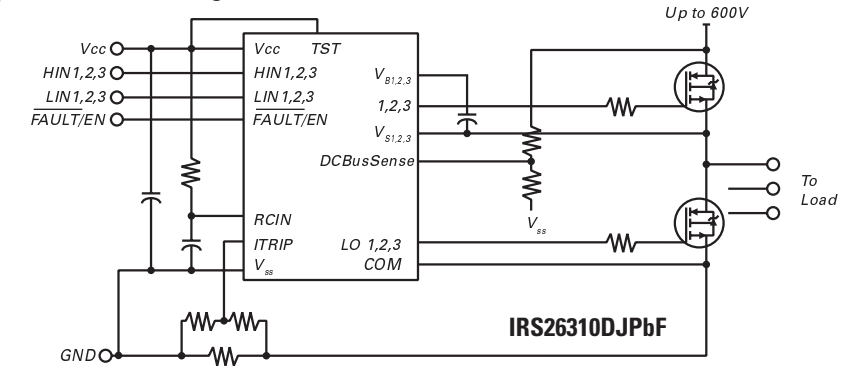 Up to 600V
Vcc
Vcc
TST
HIN1,2,3
HIN1,2,3
VB1,2,3
LIN1,2,3
LIN1,2,3
1,2,3
FAULT/EN
FAULT/EN
VS1,2,3
DCBusSense
To
Load
RCIN
Vss
ITRIP
LO 1,2,3
Vss
COM
IRS26310DJPbF
GND